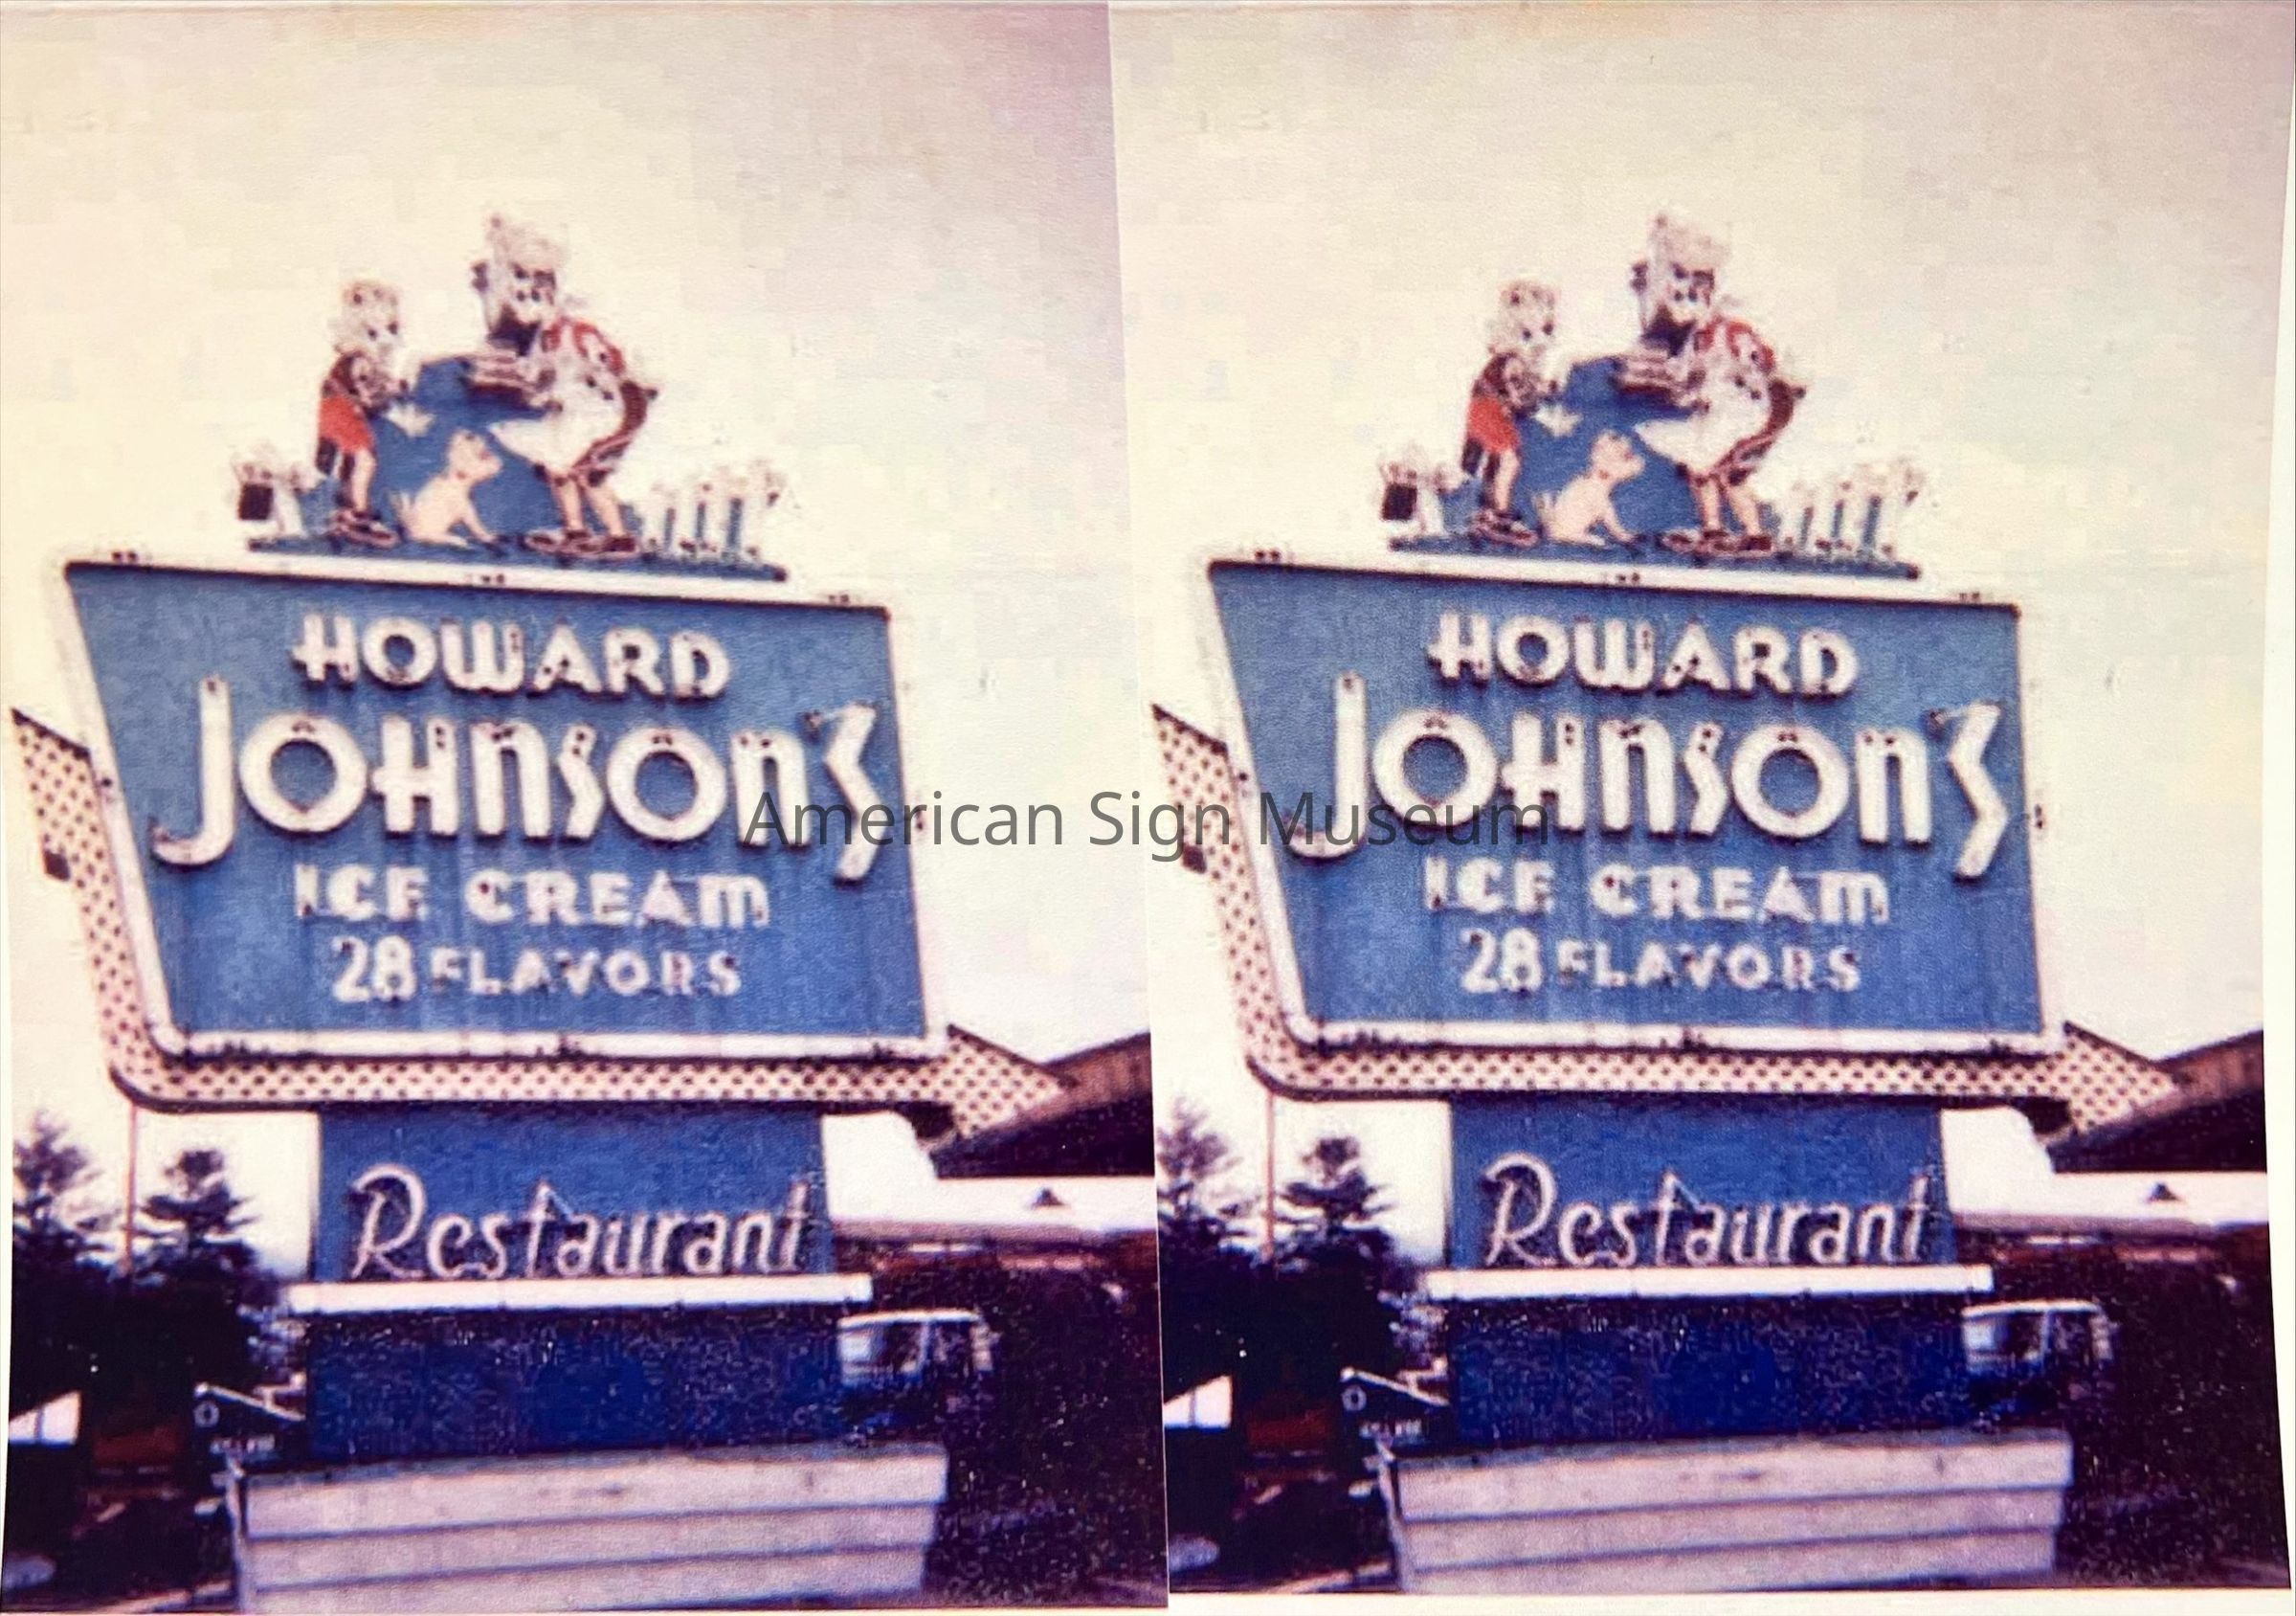 HOWARD
JOHNSON'S
ICE CREAM
28 FLAVORS
Restaurant
HOWARD
JOHNSON'S
ICE CREAM
28 FLAVORS
Restaurant
American Sign Museum